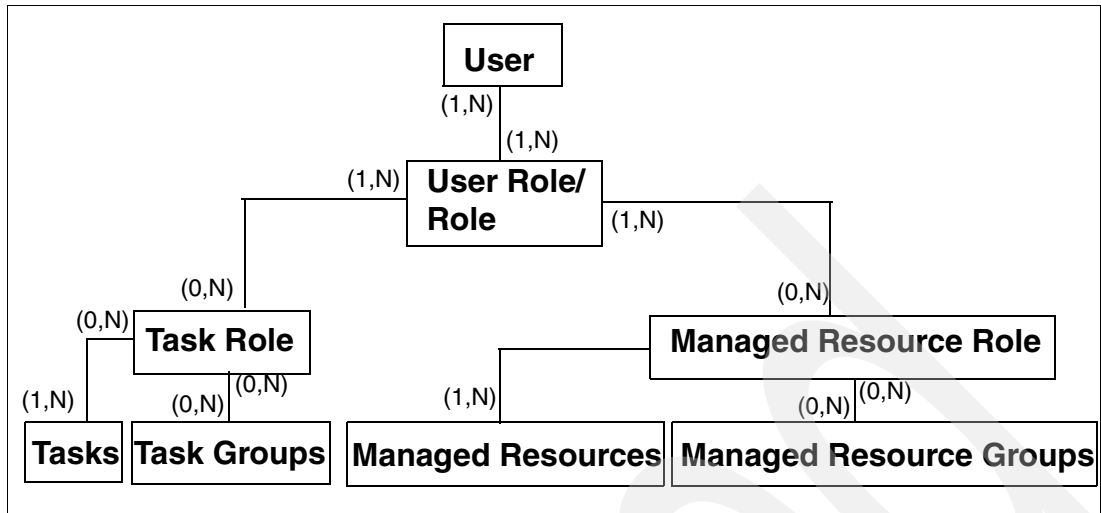 User
(1,N)
(1,N)
(1,N)
User Role/
Role
(1,N)
(0,N)
(0,N)
(0,N)
Task Role
Managed Resource Role
(0,N)
(0,N)
(1,N)
(0,N)
(1,N)
(0,N)
(0,N)
Tasks
Task Groups
Managed Resources
Managed Resource Groups